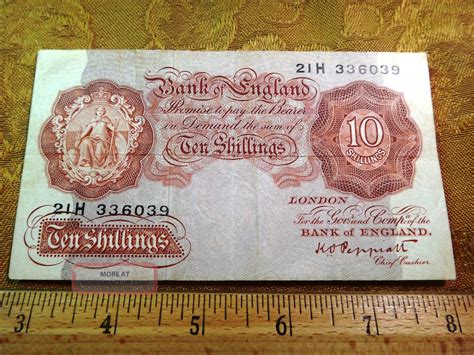 21H 336039
Bank of England
Promise to pay the Bearer
on Demand the sum of
Ten Shillings
10
SHILLINGS
LONDON
For the Govr. and Compa. of the
BANK OF ENGLAND.
21H 336039
Ten Shillings
K O Peppiatt
Chief Cashier
MORE AT
3 4 5 6 7 8